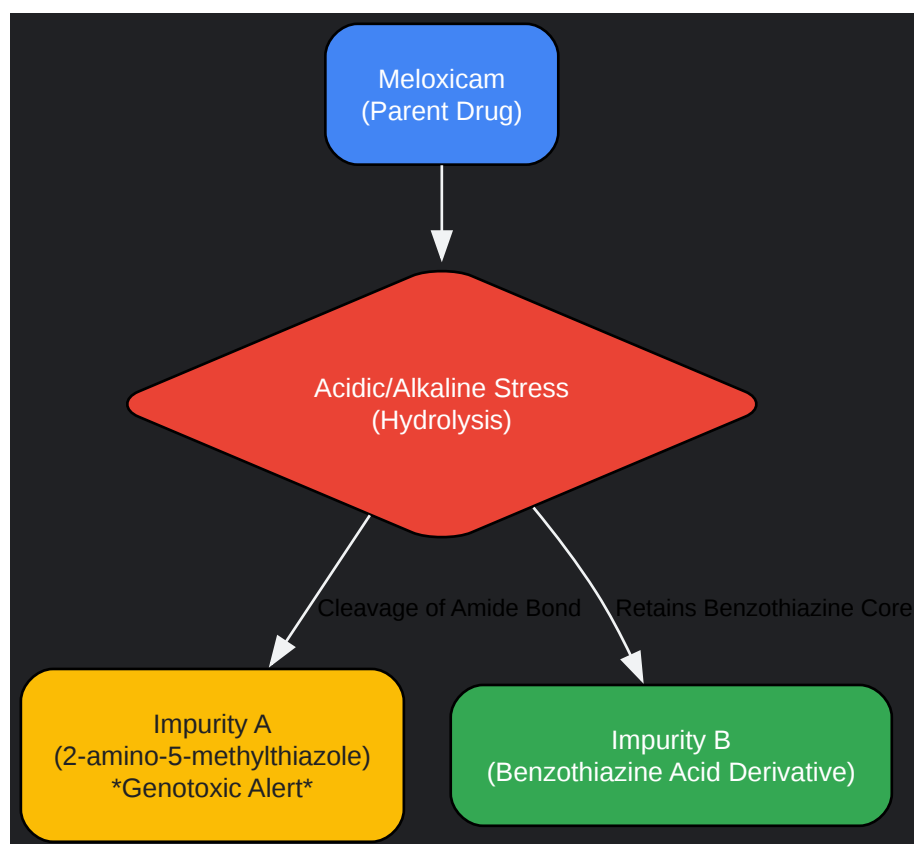 Meloxicam
(Parent Drug)
Acidic/Alkaline Stress
(Hydrolysis)
Cleavage of Amide Bond
Retains Benzothiazine Core
Impurity A
(2-amino-5-methylthiazole)
*Genotoxic Alert*
Impurity B
(Benzothiazine Acid Derivative)